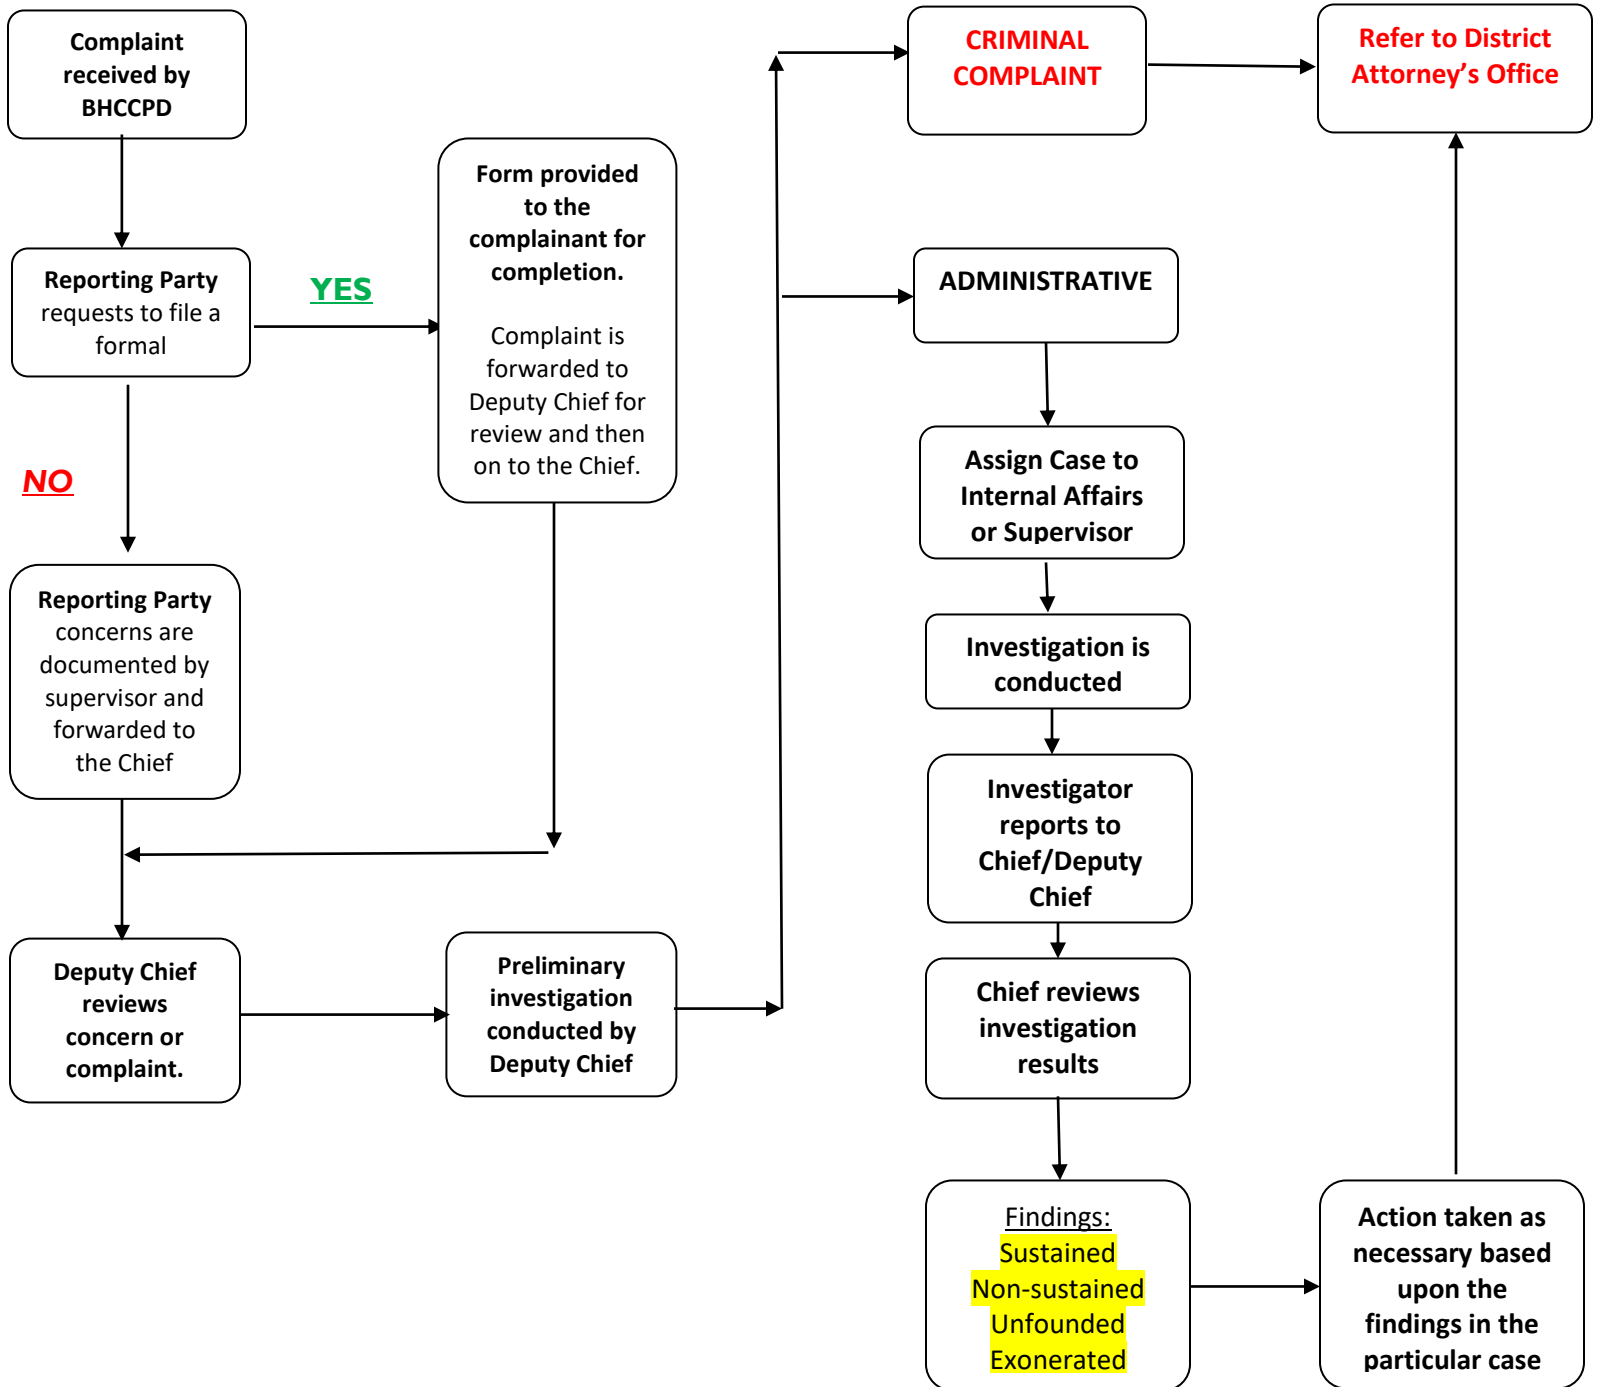 Complaint
received by
BHCCPD
Reporting Party
requests to file a
formal
YES
Form provided
to the
complainant for
completion.
Complaint is
forwarded to
Deputy Chief for
review and then
on to the Chief.
NO
Reporting Party
concerns are
documented by
supervisor and
forwarded to
the Chief
Deputy Chief
reviews
concern or
complaint.
Preliminary
investigation
conducted by
Deputy Chief
CRIMINAL
COMPLAINT
Refer to District
Attorney’s Office
ADMINISTRATIVE
Assign Case to
Internal Affairs
or Supervisor
Investigation is
conducted
Investigator
reports to
Chief/Deputy
Chief
Chief reviews
investigation
results
Findings:
Sustained
Non-sustained
Unfounded
Exonerated
Action taken as
necessary based
upon the
findings in the
particular case